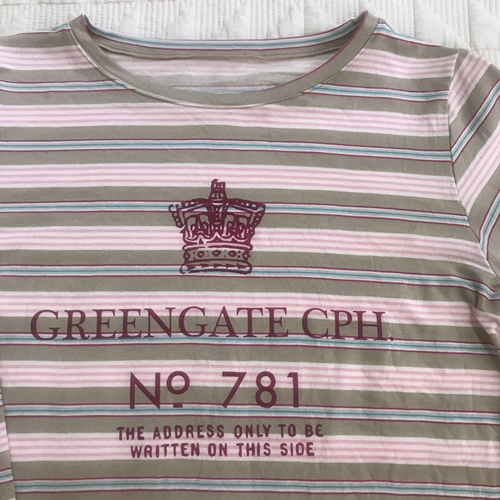 GREENGATE CPH.
Nº 781
THE ADDRESS ONLY TO BE
WRITTEN ON THIS SIDE